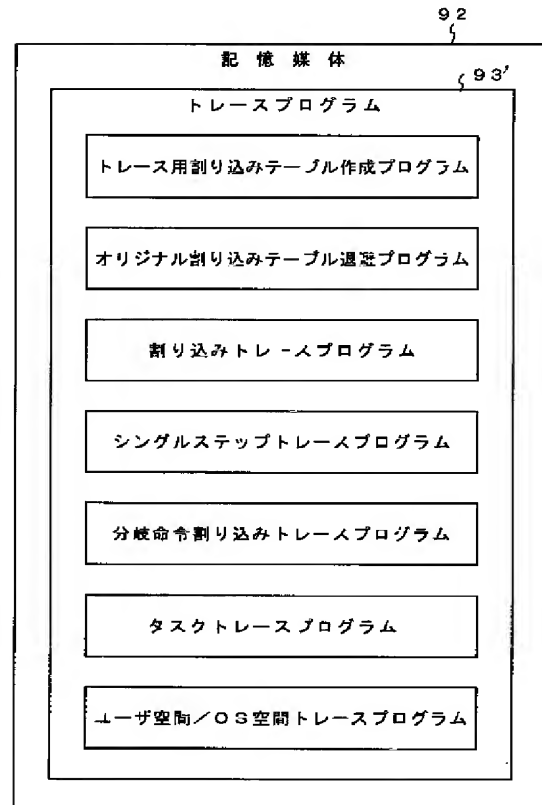 92
記憶媒体
93'
トレースプログラム
トレース用割り込みテーブル作成プログラム
オリジナル割り込みテーブル退避プログラム
割り込みトレースプログラム
シングルステップトレースプログラム
分岐命令割り込みトレースプログラム
タスクトレースプログラム
ユーザ空間/OS空間トレースプログラム